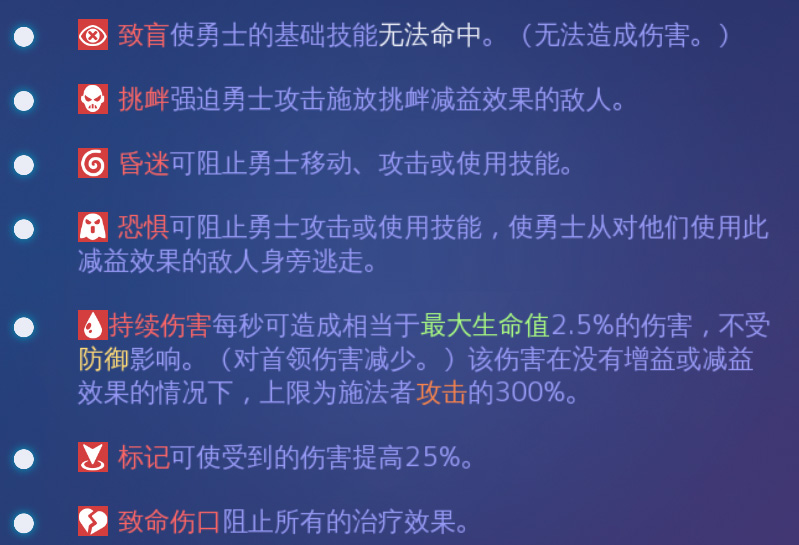 致盲使勇士的基础技能无法命中。（无法造成伤害。）
挑衅强迫勇士攻击施放挑衅减益效果的敌人。
昏迷可阻止勇士移动、攻击或使用技能。
恐惧可阻止勇士攻击或使用技能，使勇士从对他们使用此
减益效果的敌人身旁逃走。
持续伤害每秒可造成相当于最大生命值2.5%的伤害，不受
防御影响。（对首领伤害减少。）该伤害在没有增益或减益
效果的情况下，上限为施法者攻击的300%。
标记可使受到的伤害提高25%。
致命伤口阻止所有的治疗效果。